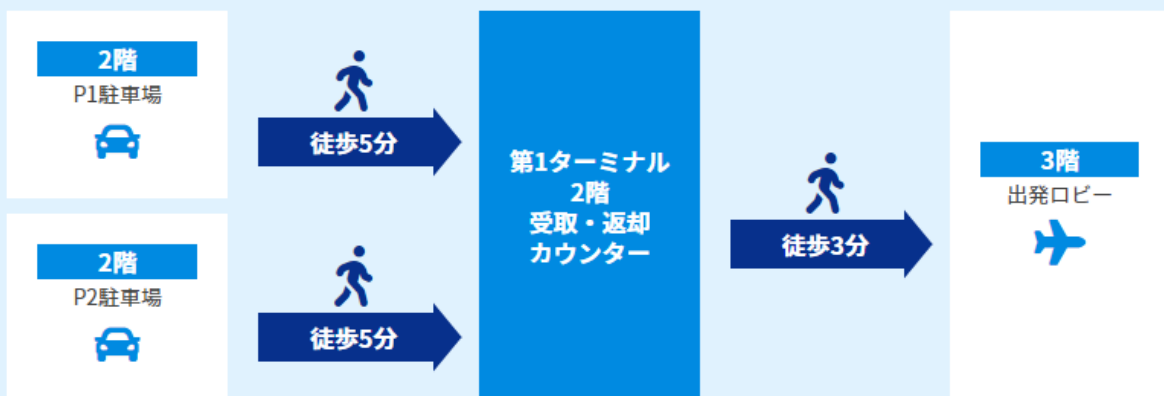 2階
P1駐車場
徒歩5分
2階
P2駐車場
徒歩5分
第1ターミナル
2階
受取・返却
カウンター
徒歩3分
3階
出発ロビー